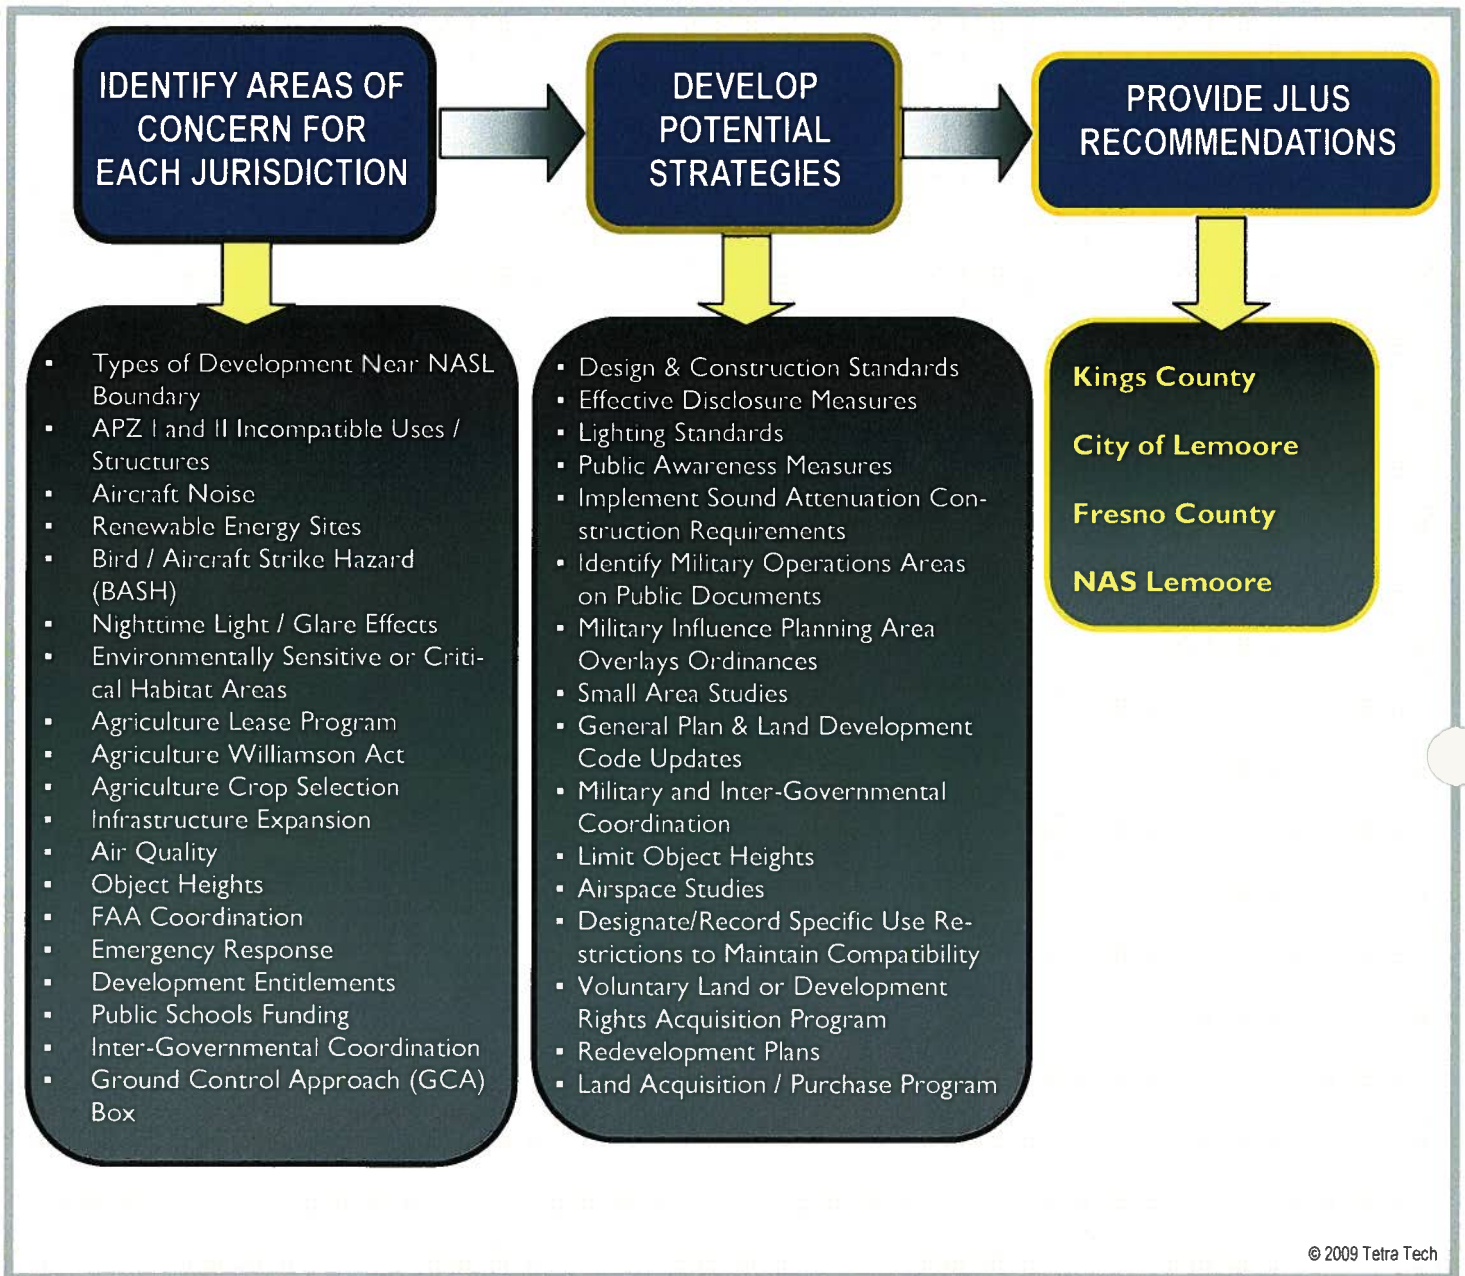 IDENTIFY AREAS OF
CONCERN FOR
EACH JURISDICTION
DEVELOP
POTENTIAL
STRATEGIES
PROVIDE JLUS
RECOMMENDATIONS
▪ Types of Development Near NASL
Boundary
▪ APZ I and II Incompatible Uses /
Structures
▪ Aircraft Noise
▪ Renewable Energy Sites
▪ Bird / Aircraft Strike Hazard
(BASH)
▪ Nighttime Light / Glare Effects
▪ Environmentally Sensitive or Criti-
cal Habitat Areas
▪ Agriculture Lease Program
▪ Agriculture Williamson Act
▪ Agriculture Crop Selection
▪ Infrastructure Expansion
▪ Air Quality
▪ Object Heights
▪ FAA Coordination
▪ Emergency Response
▪ Development Entitlements
▪ Public Schools Funding
▪ Inter-Governmental Coordination
▪ Ground Control Approach (GCA)
Box
▪ Design & Construction Standards
▪ Effective Disclosure Measures
▪ Lighting Standards
▪ Public Awareness Measures
▪ Implement Sound Attenuation Con-
struction Requirements
▪ Identify Military Operations Areas
on Public Documents
▪ Military Influence Planning Area
Overlays Ordinances
▪ Small Area Studies
▪ General Plan & Land Development
Code Updates
▪ Military and Inter-Governmental
Coordination
▪ Limit Object Heights
▪ Airspace Studies
▪ Designate/Record Specific Use Re-
strictions to Maintain Compatibility
▪ Voluntary Land or Development
Rights Acquisition Program
▪ Redevelopment Plans
▪ Land Acquisition / Purchase Program
Kings County
City of Lemoore
Fresno County
NAS Lemoore
© 2009 Tetra Tech